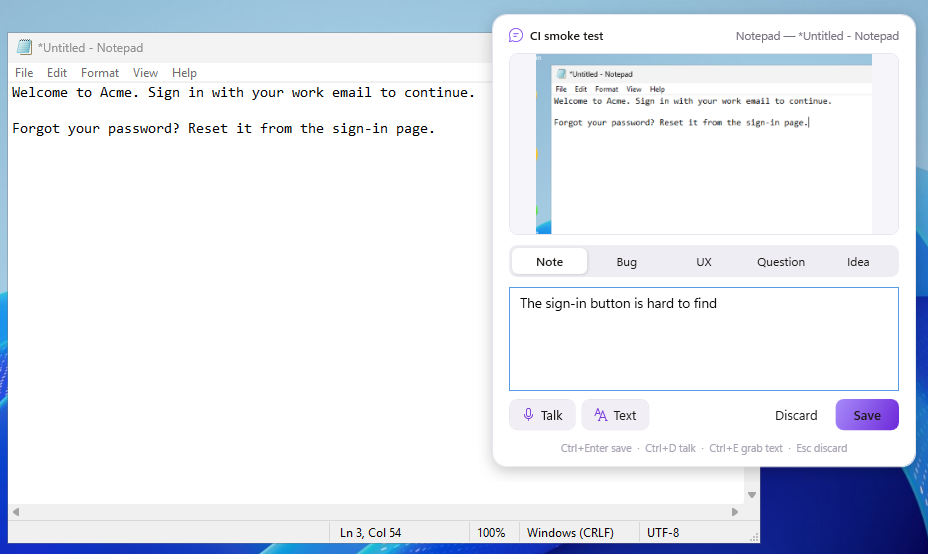 *Untitled - Notepad
File Edit Format View Help
Welcome to Acme. Sign in with your work email to continue.
Forgot your password? Reset it from the sign-in page.
Ln 3, Col 54 100% Windows (CRLF) UTF-8
CI smoke test Notepad — *Untitled - Notepad
*Untitled - Notepad
File Edit Format View Help
Welcome to Acme. Sign in with your work email to continue.
Forgot your password? Reset it from the sign-in page.
Note Bug UX Question Idea
The sign-in button is hard to find
Talk Text Discard Save
Ctrl+Enter save · Ctrl+D talk · Ctrl+E grab text · Esc discard